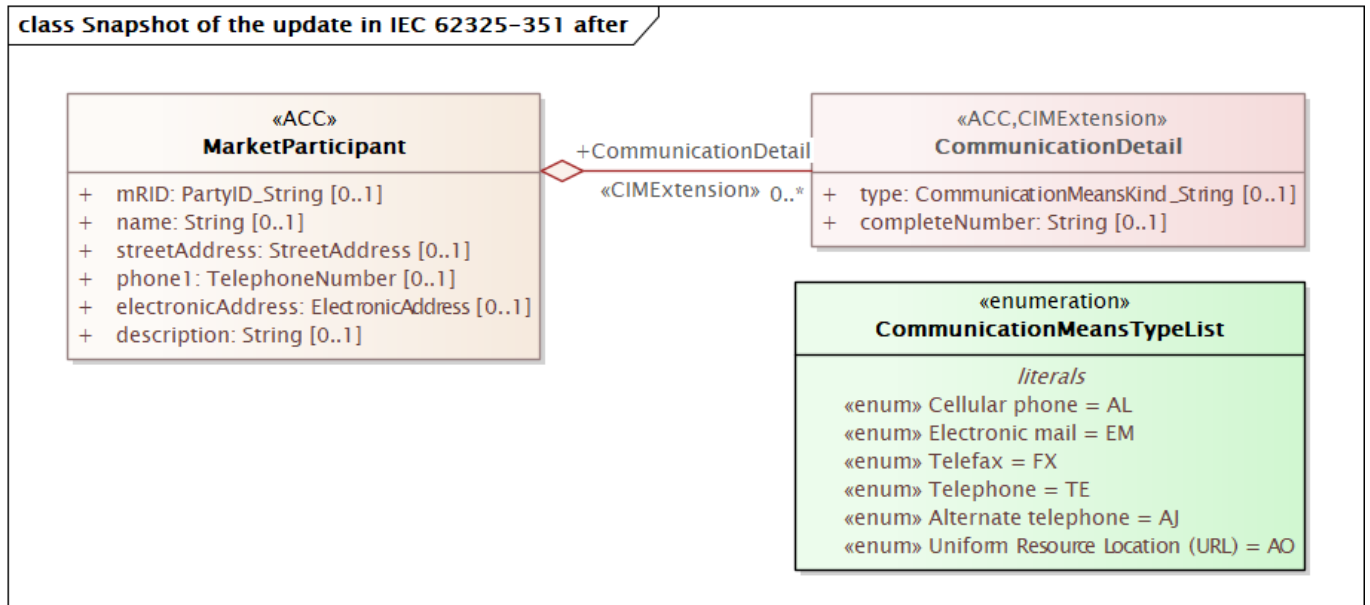 class Snapshot of the update in IEC 62325-351 after
«ACC»
MarketParticipant
+ mRID: PartyID_String [0..1]
+ name: String [0..1]
+ streetAddress: StreetAddress [0..1]
+ phone1: TelephoneNumber [0..1]
+ electronicAddress: ElectronicAddress [0..1]
+ description: String [0..1]
+CommunicationDetail
«CIMExtension» 0..*
«ACC,CIMExtension»
CommunicationDetail
+ type: CommunicationMeansKind_String [0..1]
+ completeNumber: String [0..1]
«enumeration»
CommunicationMeansTypeList
literals
«enum» Cellular phone = AL
«enum» Electronic mail = EM
«enum» Telefax = FX
«enum» Telephone = TE
«enum» Alternate telephone = AJ
«enum» Uniform Resource Location (URL) = AO